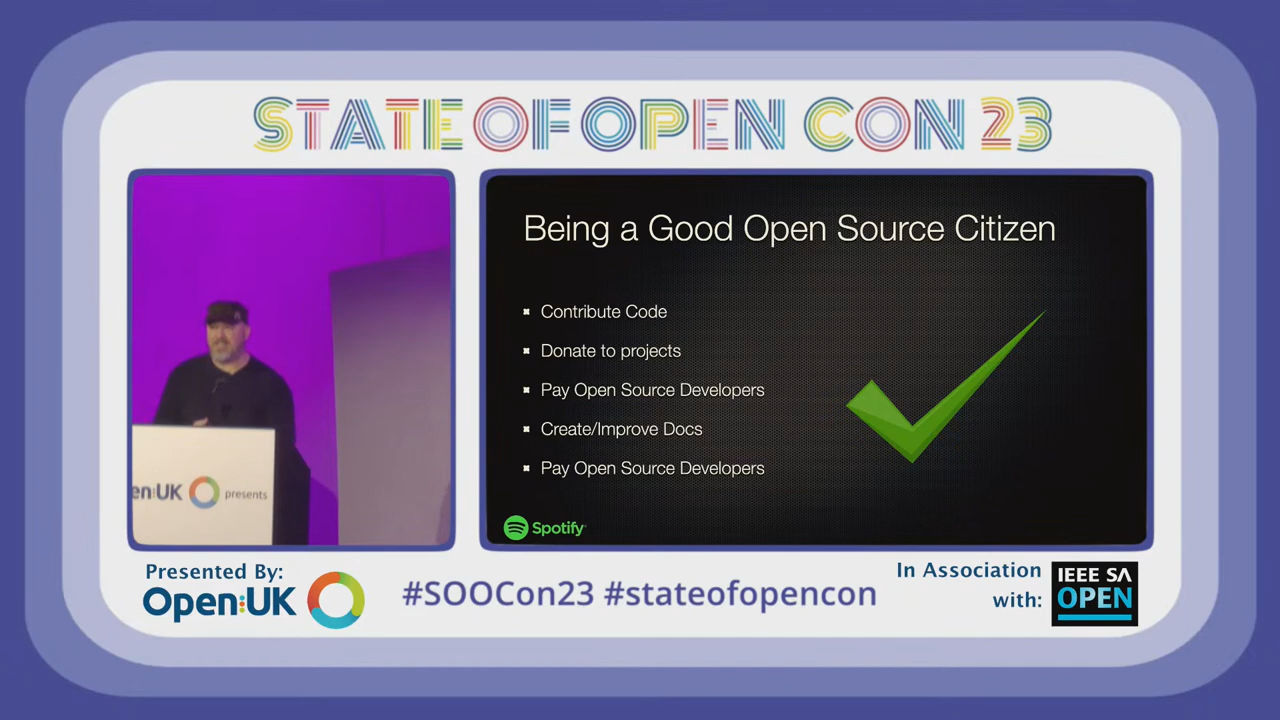 STATE OF OPEN CON 23
Being a Good Open Source Citizen
Contribute Code
Donate to projects
Pay Open Source Developers
Create/Improve Docs
Pay Open Source Developers
Spotify
en:UK presents
Presented By:
Open:UK
#SOOCon23 #stateofopencon
In Association
with:
IEEE SA
OPEN